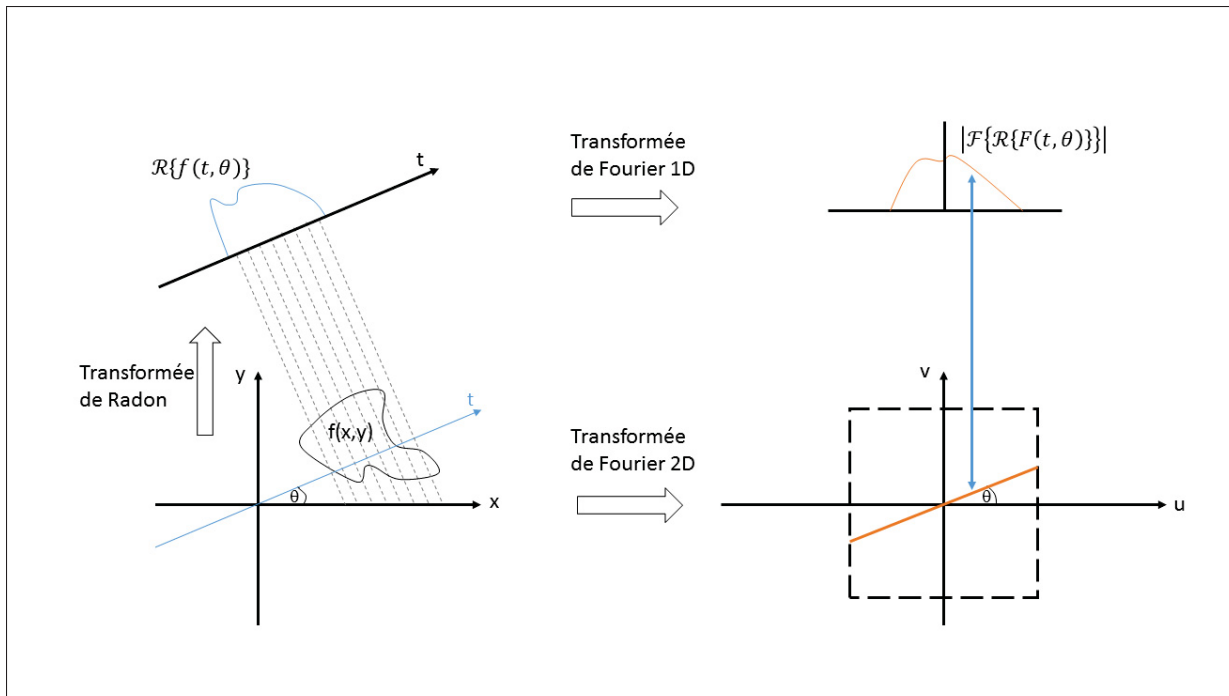 ℛ{f(t, θ)}
t
Transformée
de Fourier 1D
|ℱ{ℛ{F(t, θ)}}|
Transformée
de Radon
y
t
f(x,y)
θ
x
Transformée
de Fourier 2D
v
θ
u